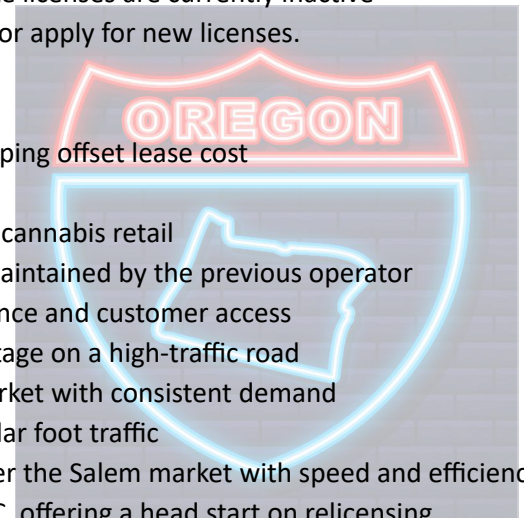 licenses are currently inactive
or apply for new licenses.
OREGON
ping offset lease cost
cannabis retail
aintained by the previous operator
nce and customer access
tage on a high-traffic road
rket with consistent demand
lar foot traffic
er the Salem market with speed and efficienc
C, offering a head start on relicensing